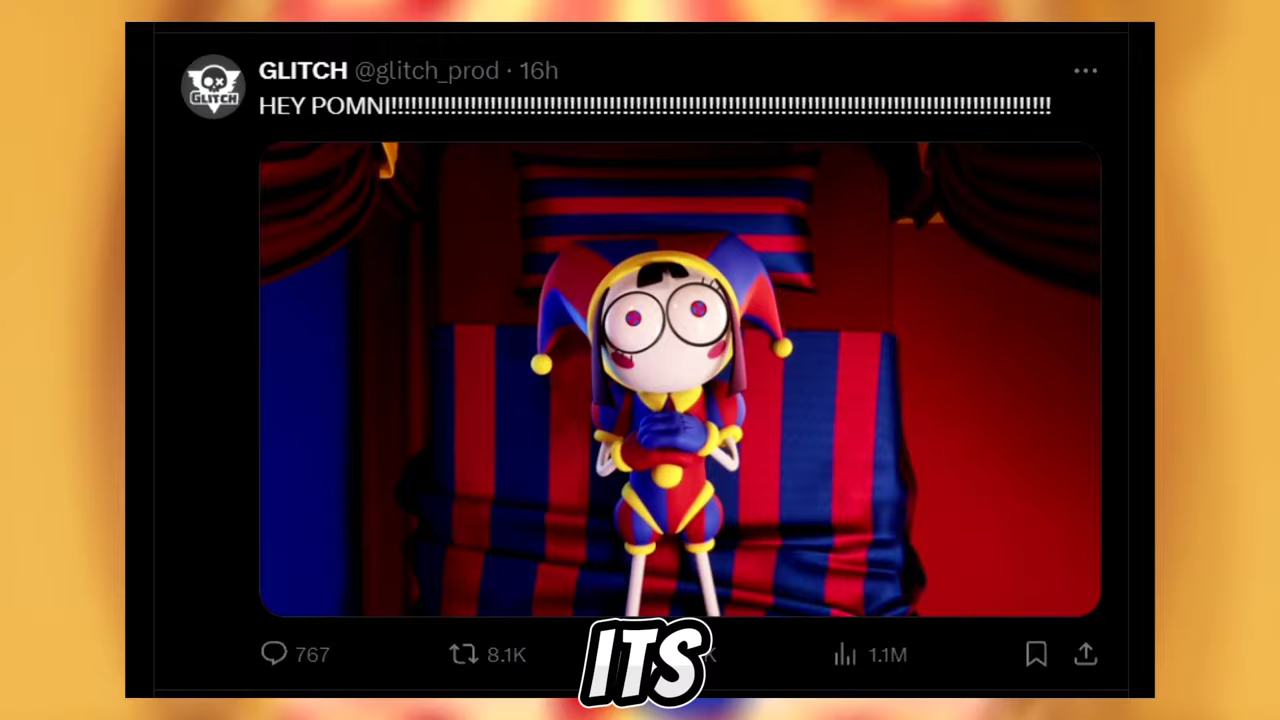 GLITCH @glitch_prod · 16h
GLITCH
HEY POMNI!!!!!!!!!!!!!!!!!!!!!!!!!!!!!!!!!!!!!!!!!!!!!!!!!!!!!!!!!!!!!!!!!!!!!!!!!!!!!!!!!!!!!!!!!!!!!!!!!!!!
767 8.1K K 1.1M
ITS